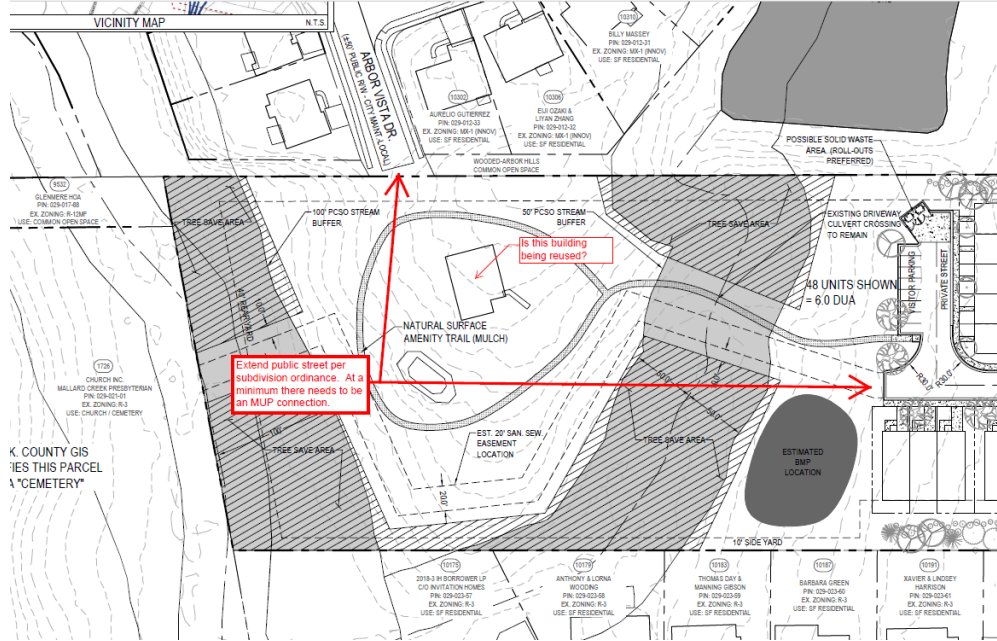 VICINITY MAP
N.T.S.
ARBOR VISTA DR
(±50' PUBLIC R/W - CITY MAINT.-LOCAL)
10310
BILLY MASSEY
PIN: 029-012-31
EX. ZONING: MX-1 (INNOV)
USE: SF RESIDENTIAL
10302
AURELIO GUTIERREZ
PIN: 029-012-33
EX. ZONING: MX-1 (INNOV)
USE: SF RESIDENTIAL
10306
EIJI OZAKI &
LIYAN ZHANG
PIN: 029-012-32
EX. ZONING: MX-1 (INNOV)
USE: SF RESIDENTIAL
WOODED-ARBOR HILLS
COMMON OPEN SPACE
POSSIBLE SOLID WASTE
AREA (ROLL-OUTS
PREFERRED)
9532
GLENMERE HOA
PIN: 029-017-88
EX. ZONING: R-12MF
USE: COMMON OPEN SPACE
TREE SAVE AREA
100' PCSO STREAM
BUFFER
50' PCSO STREAM
BUFFER
TREE SAVE AREA
EXISTING DRIVEWAY
CULVERT CROSSING
TO REMAIN
Is this building
being reused?
48 UNITS SHOWN
= 6.0 DUA
VISITOR PARKING
PRIVATE STREET
NATURAL SURFACE
AMENITY TRAIL (MULCH)
Extend public street per
subdivision ordinance. At a
minimum there needs to be
an MUP connection.
R30.0'
R30.0'
1726
CHURCH INC.
MALLARD CREEK PRESBYTERIAN
PIN: 029-021-01
EX. ZONING: R-3
USE: CHURCH / CEMETERY
K. COUNTY GIS
FIES THIS PARCEL
A "CEMETERY"
100'
TREE SAVE AREA
EST. 20' SAN. SEW.
EASEMENT
LOCATION
20.0'
TREE SAVE AREA
ESTIMATED
BMP
LOCATION
10' SIDE YARD
10175
2018-3 IH BORROWER LP
C/O INVITATION HOMES
PIN: 029-023-57
EX. ZONING: R-3
USE: SF RESIDENTIAL
10179
ANTHONY & LORNA
WOODING
PIN: 029-023-58
EX. ZONING: R-3
USE: SF RESIDENTIAL
10183
THOMAS DAY &
MANNING GIBSON
PIN: 029-023-59
EX. ZONING: R-3
USE: SF RESIDENTIAL
10187
BARBARA GREEN
PIN: 029-023-60
EX. ZONING: R-3
USE: SF RESIDENTIAL
10191
XAVIER & LINDSEY
HARRISON
PIN: 029-023-61
EX. ZONING: R-3
USE: SF RESIDENTIAL